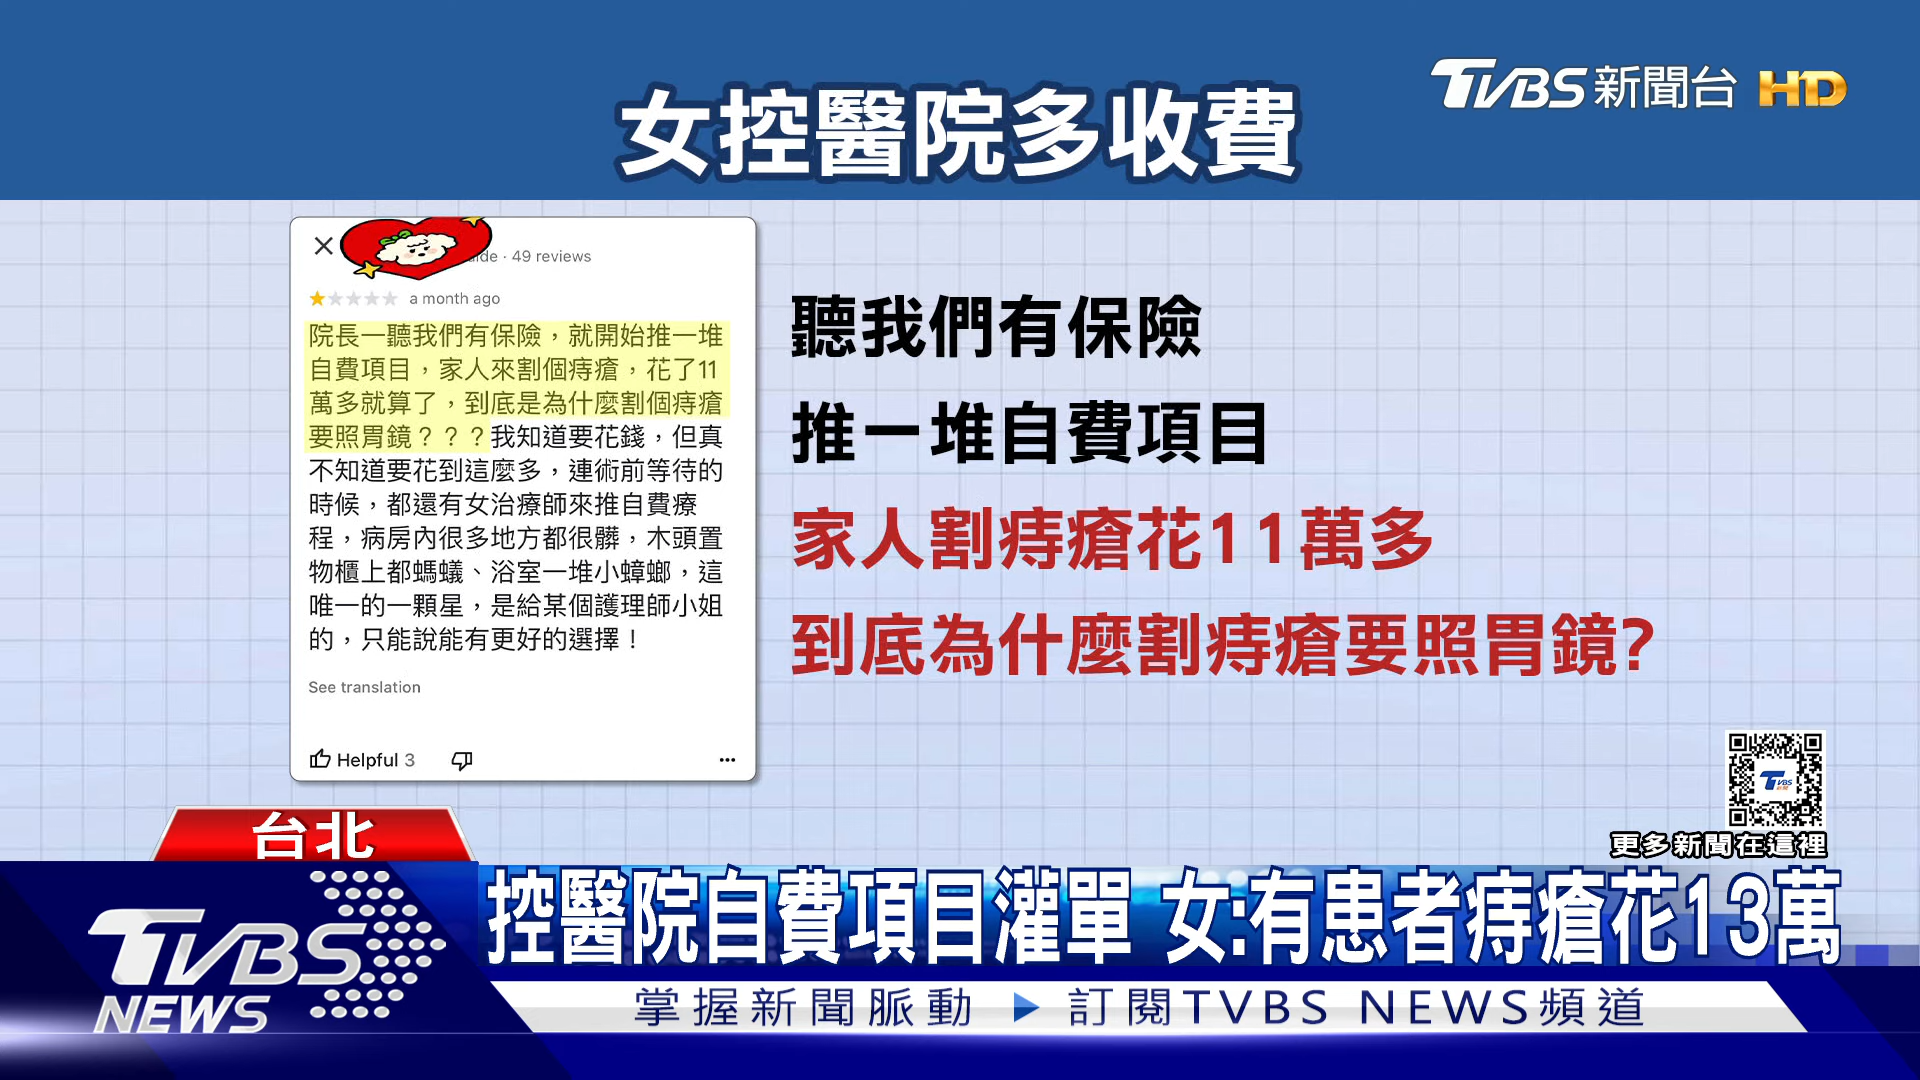 TVBS新聞台 HD
女控醫院多收費
ide · 49 reviews
a month ago
院長一聽我們有保險，就開始推一堆
自費項目，家人來割個痔瘡，花了11
萬多就算了，到底是為什麼割個痔瘡
要照胃鏡？？？我知道要花錢，但真
不知道要花到這麼多，連術前等待的
時候，都還有女治療師來推自費療
程，病房內很多地方都很髒，木頭置
物櫃上都螞蟻、浴室一堆小蟑螂，這
唯一的一顆星，是給某個護理師小姐
的，只能說能有更好的選擇！
See translation
Helpful 3
聽我們有保險
推一堆自費項目
家人割痔瘡花11萬多
到底為什麼割痔瘡要照胃鏡?
TVBS
新聞
更多新聞在這裡
台北
控醫院自費項目灌單 女:有患者痔瘡花13萬
TVBS
NEWS
掌握新聞脈動 ▶ 訂閱TVBS NEWS頻道